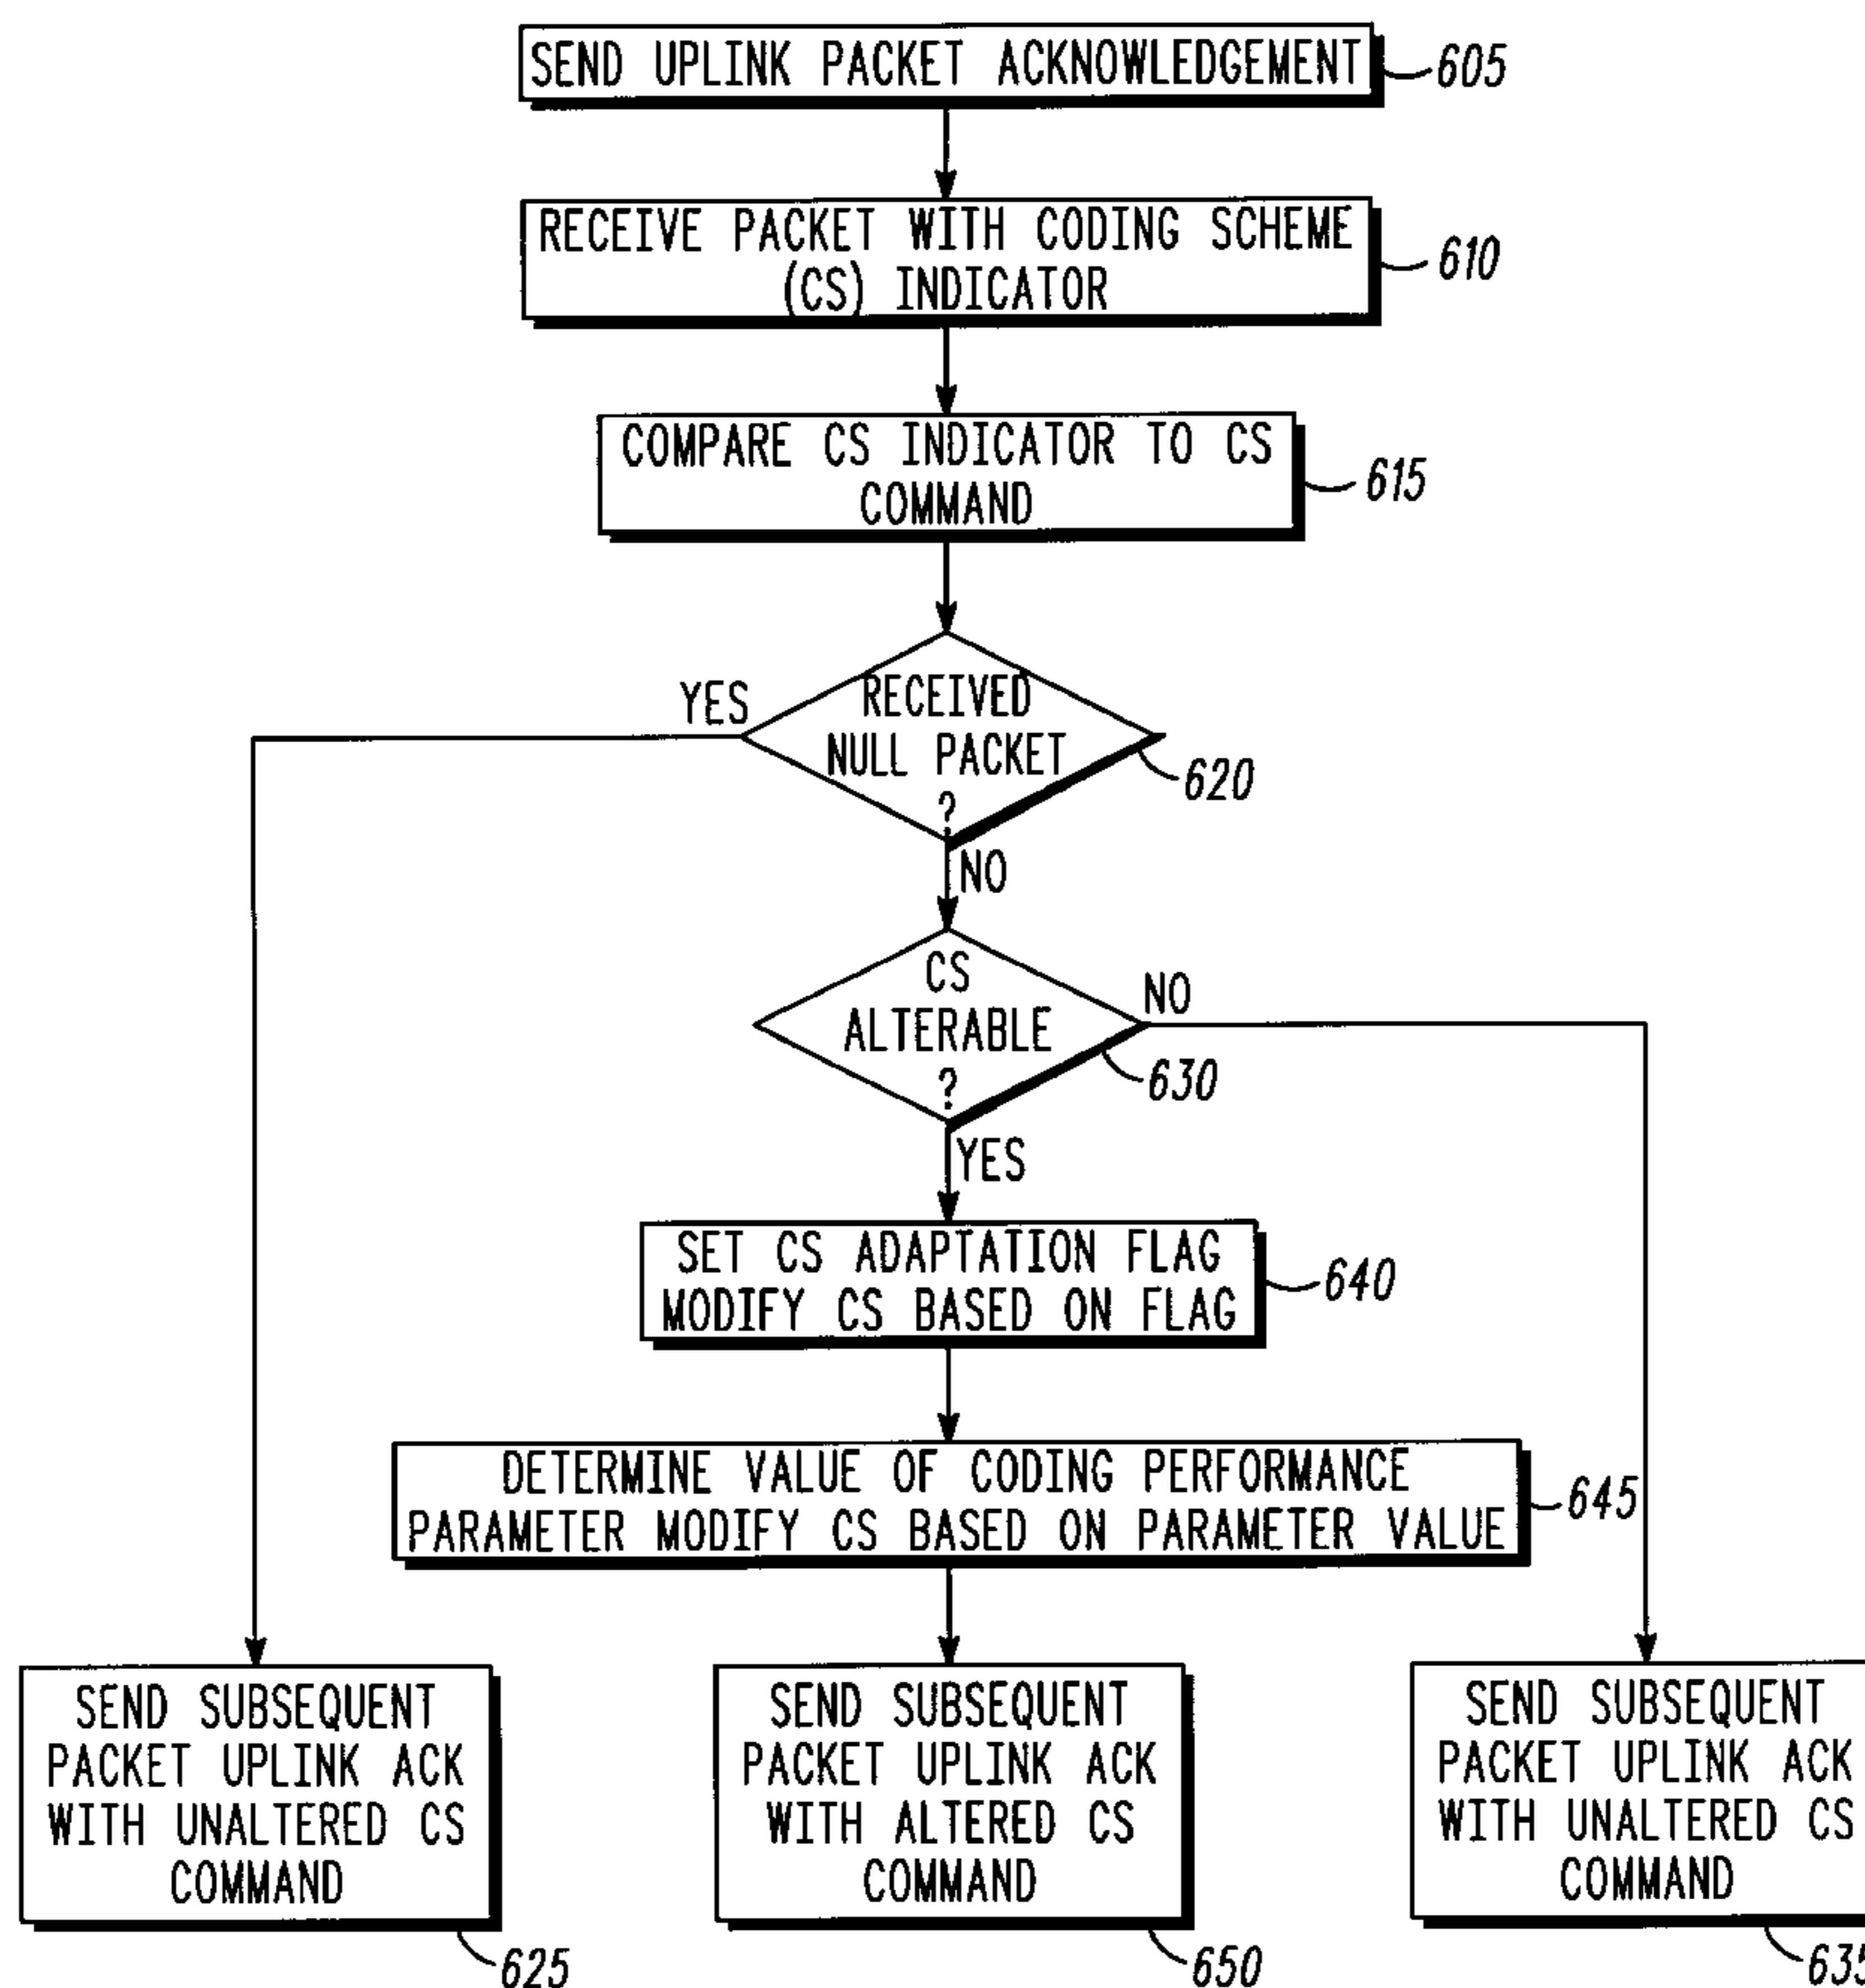 SEND UPLINK PACKET ACKNOWLEDGEMENT
605
RECEIVE PACKET WITH CODING SCHEME
(CS) INDICATOR
610
COMPARE CS INDICATOR TO CS
COMMAND
615
YES
RECEIVED
NULL PACKET
?
620
NO
CS
ALTERABLE
?
NO
630
YES
SET CS ADAPTATION FLAG
MODIFY CS BASED ON FLAG
640
DETERMINE VALUE OF CODING PERFORMANCE
PARAMETER MODIFY CS BASED ON PARAMETER VALUE
645
SEND SUBSEQUENT
PACKET UPLINK ACK
WITH UNALTERED CS
COMMAND
625
SEND SUBSEQUENT
PACKET UPLINK ACK
WITH ALTERED CS
COMMAND
650
SEND SUBSEQUENT
PACKET UPLINK ACK
WITH UNALTERED CS
COMMAND
635